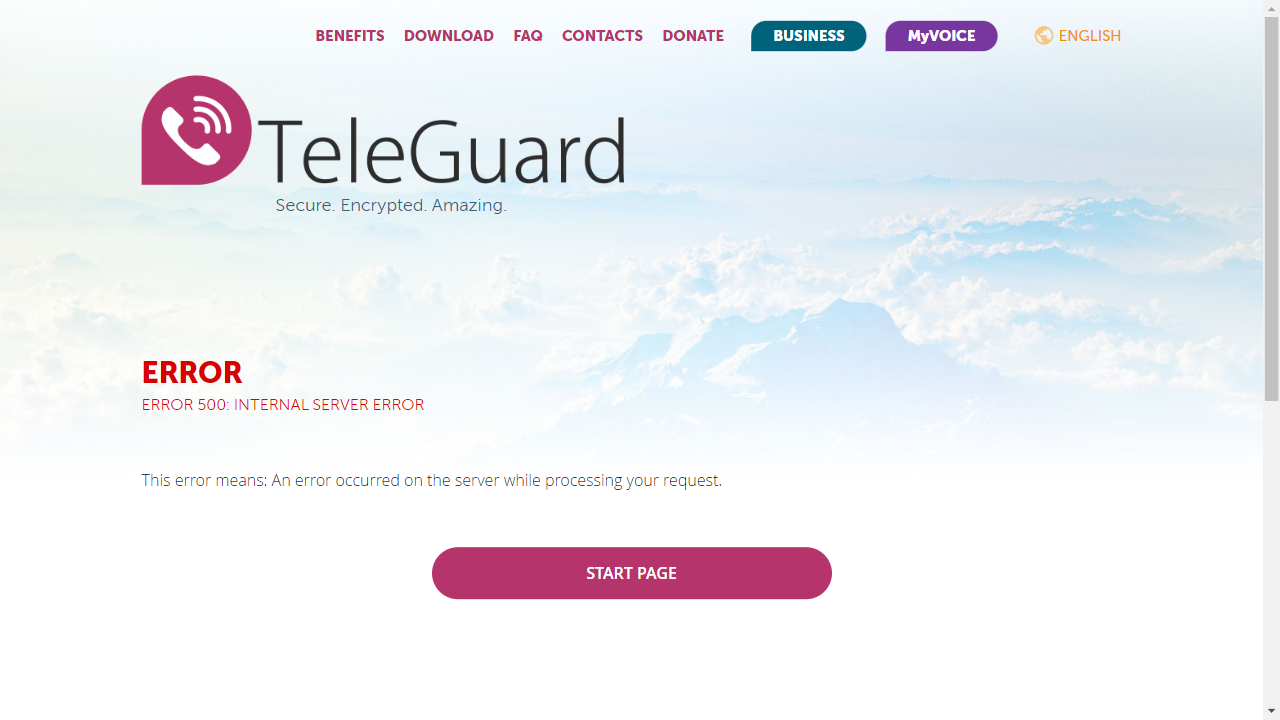 BENEFITS DOWNLOAD FAQ CONTACTS DONATE BUSINESS MyVOICE ENGLISH
TeleGuard
Secure. Encrypted. Amazing.
ERROR
ERROR 500: INTERNAL SERVER ERROR
This error means: An error occurred on the server while processing your request.
START PAGE